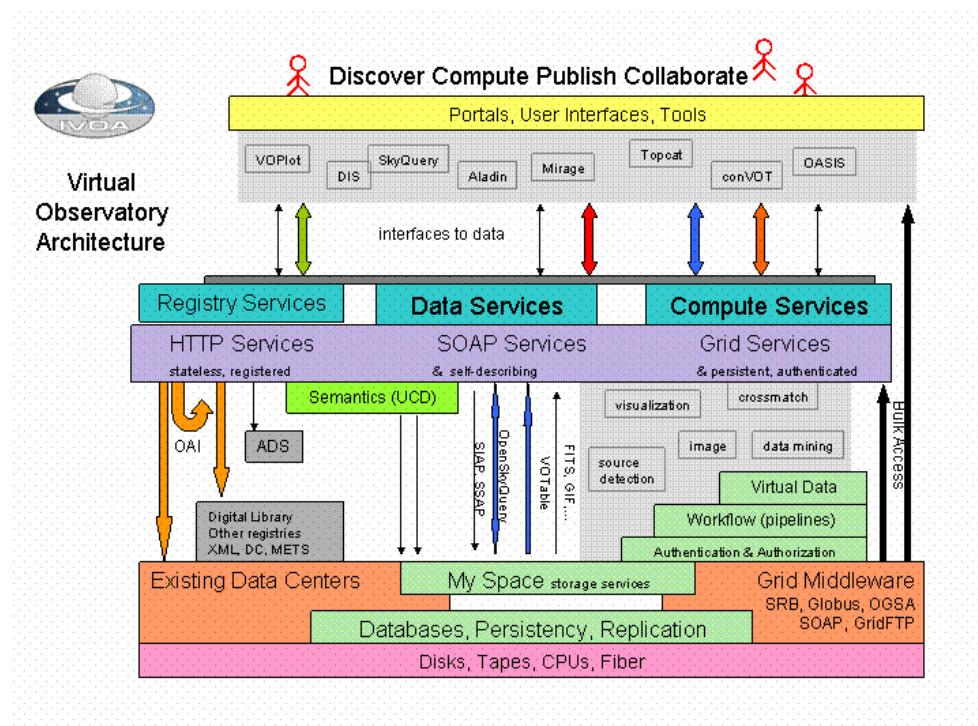 Discover Compute Publish Collaborate
IVOA
Virtual
Observatory
Architecture
Portals, User Interfaces, Tools
VOPlot
DIS
SkyQuery
Aladin
Mirage
Topcat
conVOT
OASIS
interfaces to data
Registry Services
Data Services
Compute Services
HTTP Services
stateless, registered
SOAP Services
& self-describing
Grid Services
& persistent, authenticated
Semantics (UCD)
OAI
ADS
SIAP, SSAP
OpenSkyQuery
VOTable
FITS, GIF,...
visualization
crossmatch
image
data mining
source
detection
Bulk Access
Virtual Data
Workflow (pipelines)
Authentication & Authorization
Digital Library
Other registries
XML, DC, METS
Existing Data Centers
My Space storage services
Grid Middleware
SRB, Globus, OGSA
SOAP, GridFTP
Databases, Persistency, Replication
Disks, Tapes, CPUs, Fiber